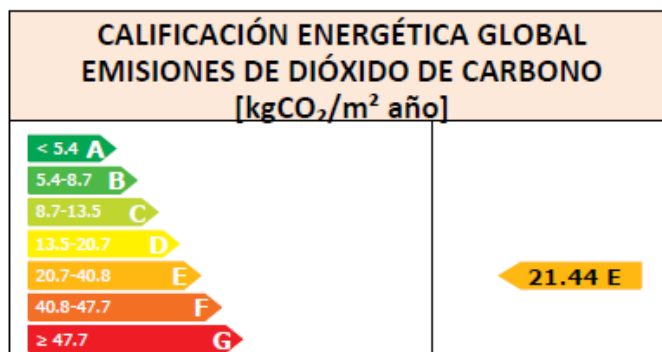 CALIFICACIÓN ENERGÉTICA GLOBAL
EMISIONES DE DIÓXIDO DE CARBONO
[kgCO₂/m² año]
< 5.4 A
5.4-8.7 B
8.7-13.5 C
13.5-20.7 D
20.7-40.8 E
21.44 E
40.8-47.7 F
≥ 47.7 G